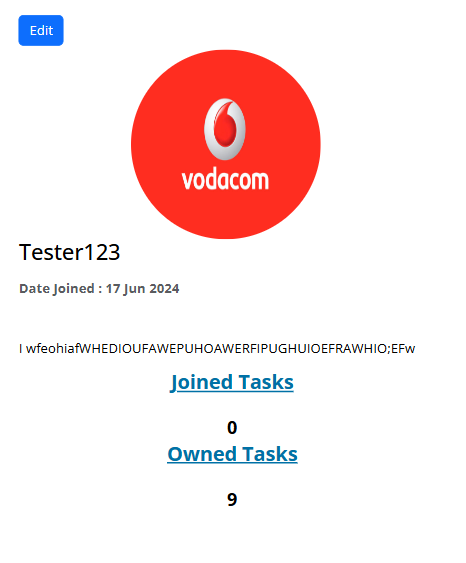 Edit
vodacom
Tester123
Date Joined : 17 Jun 2024
I wfeohiafWHEDIOUFAWEPUHOAWERFIPUGHUIOEFRAWHIO;EFw
Joined Tasks
0
Owned Tasks
9